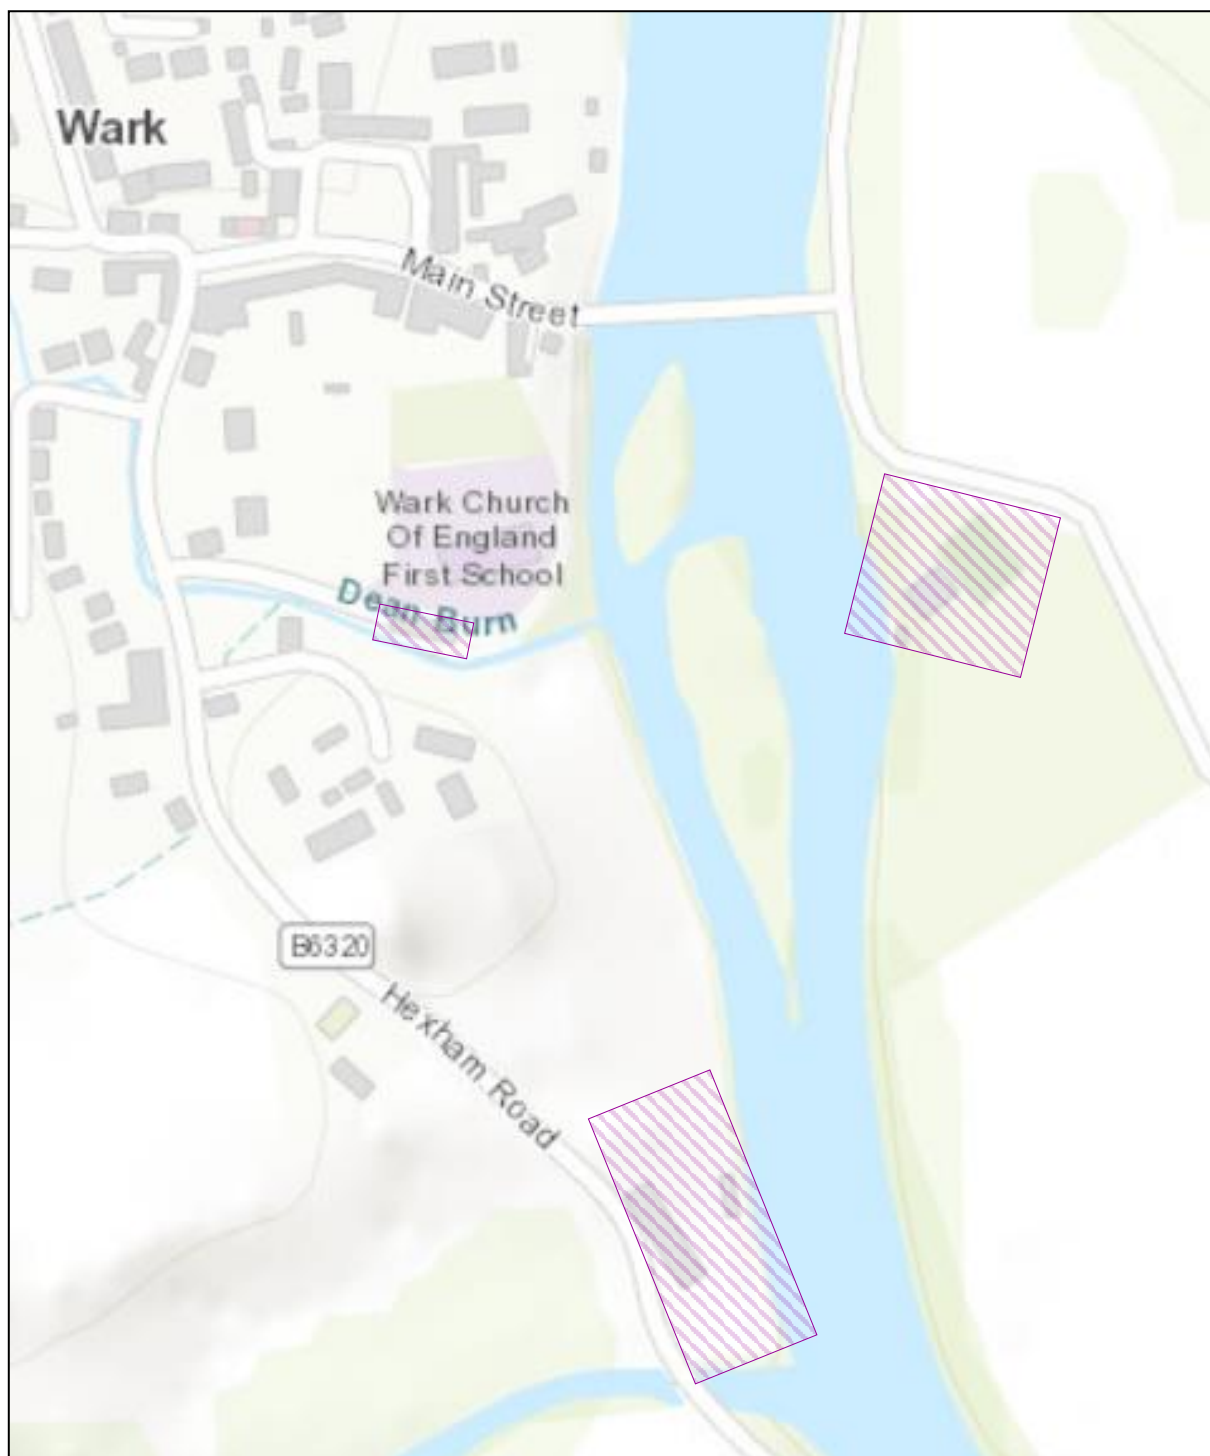 Wark
Main Street
Wark Church
Of England
First School
Dean Burn
B6320
Hexham Road